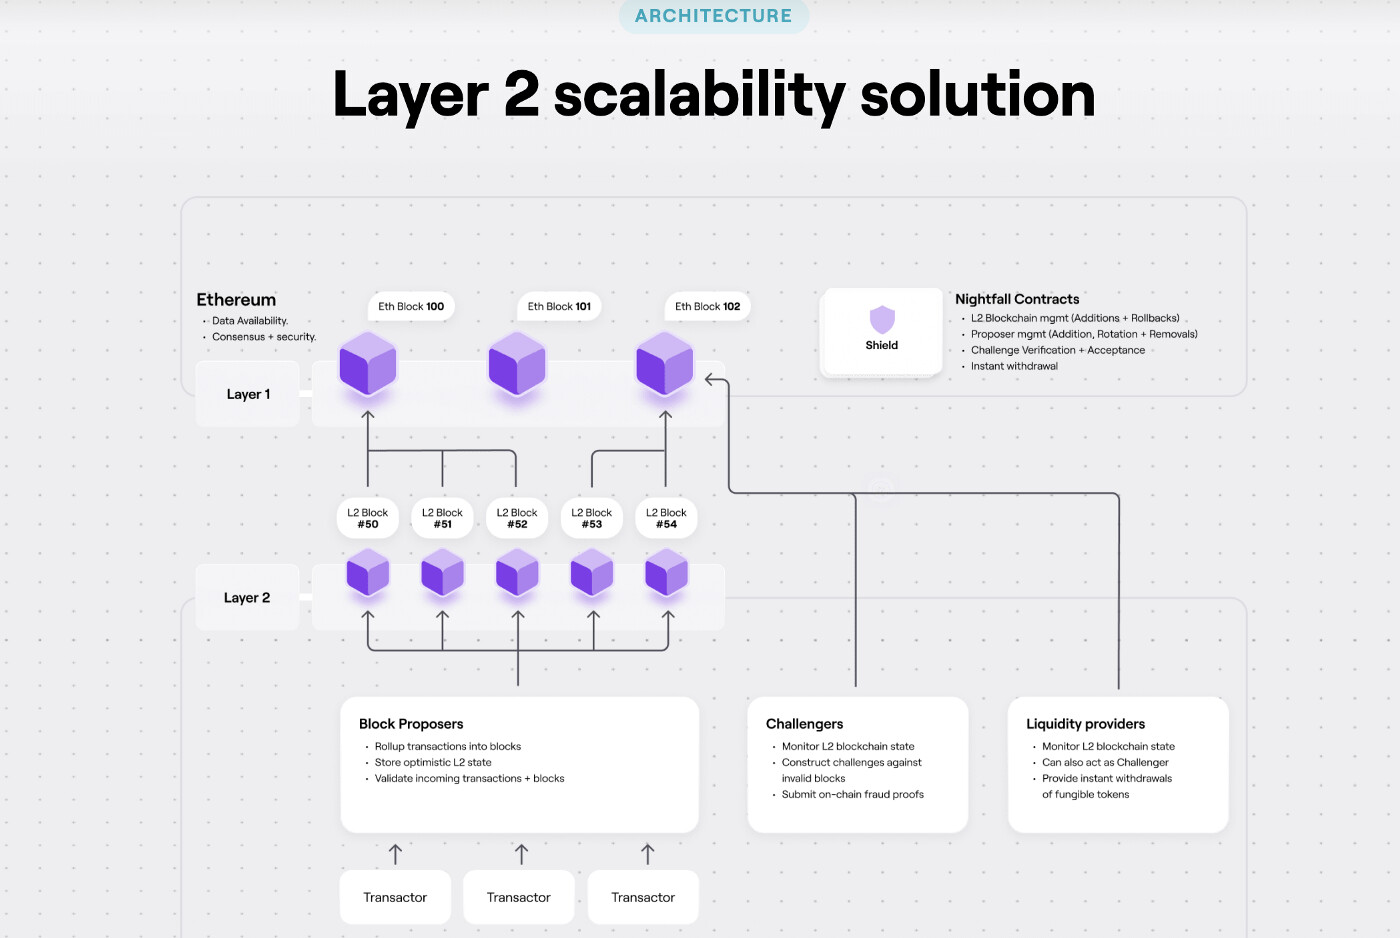 ARCHITECTURE
Layer 2 scalability solution
Ethereum
• Data Availability.
• Consensus + security.
Eth Block 100
Eth Block 101
Eth Block 102
Shield
Nightfall Contracts
• L2 Blockchain mgmt (Additions + Rollbacks)
• Proposer mgmt (Addition, Rotation + Removals)
• Challenge Verification + Acceptance
• Instant withdrawal
Layer 1
L2 Block
#50
L2 Block
#51
L2 Block
#52
L2 Block
#53
L2 Block
#54
Layer 2
Block Proposers
• Rollup transactions into blocks
• Store optimistic L2 state
• Validate incoming transactions + blocks
Challengers
• Monitor L2 blockchain state
• Construct challenges against
invalid blocks
• Submit on-chain fraud proofs
Liquidity providers
• Monitor L2 blockchain state
• Can also act as Challenger
• Provide instant withdrawals
of fungible tokens
Transactor
Transactor
Transactor